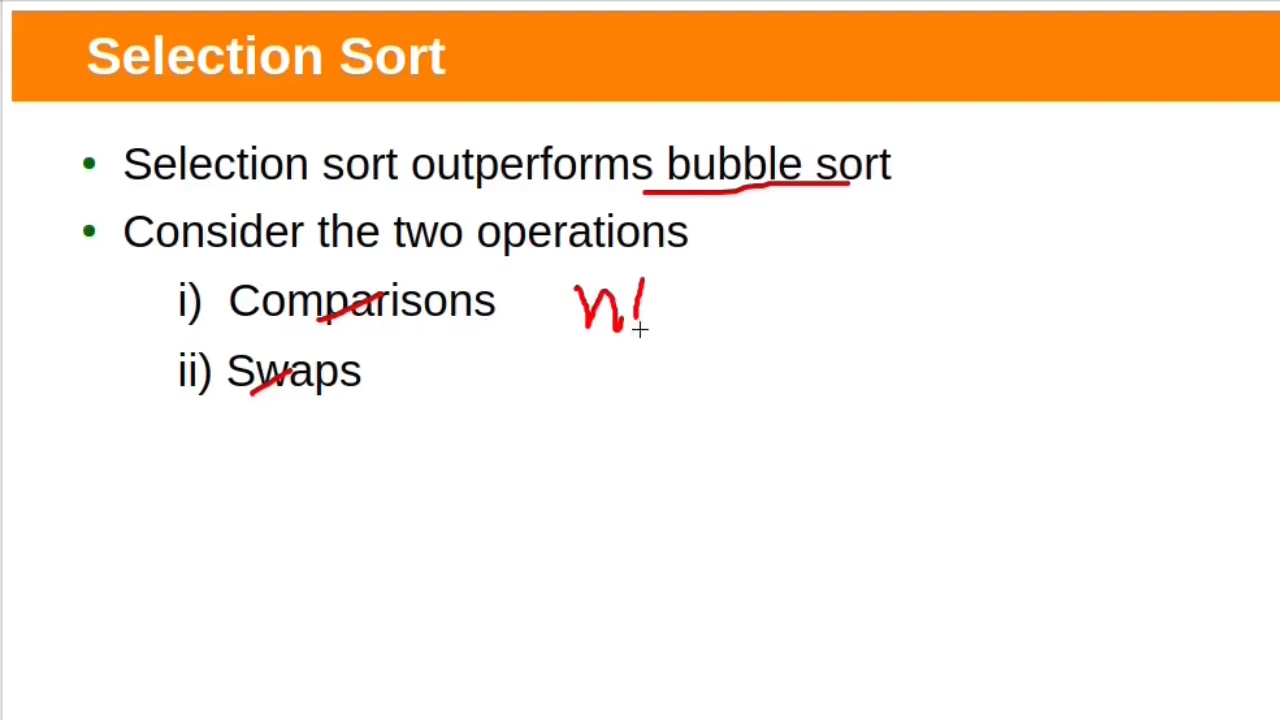 Selection Sort
• Selection sort outperforms bubble sort
• Consider the two operations
i) Comparisons
ii) Swaps